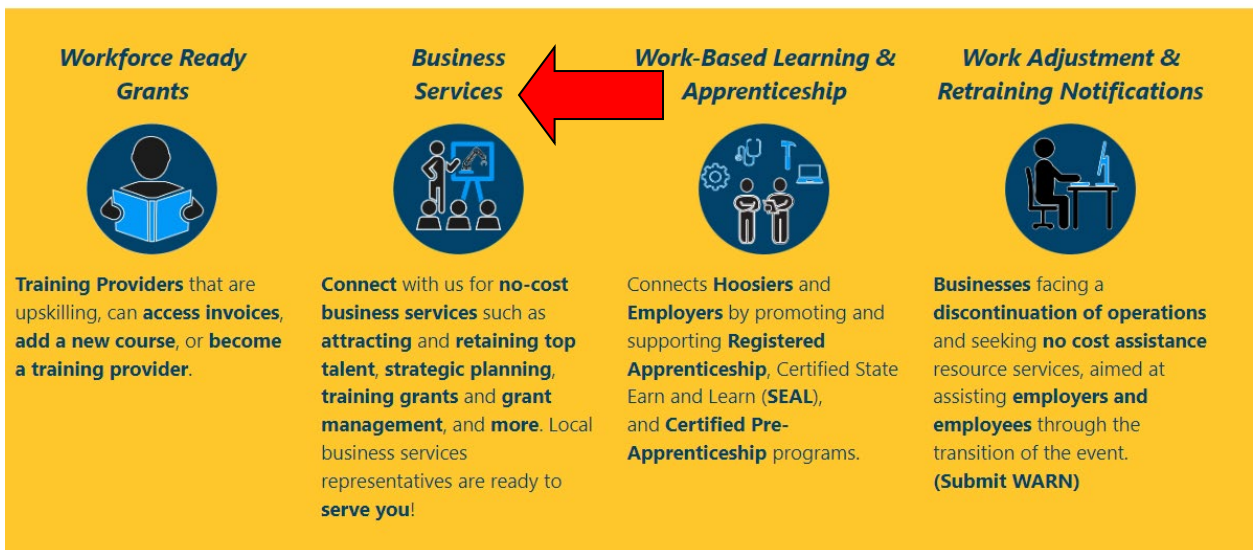 Workforce Ready
Grants
Training Providers that are
upskilling, can access invoices,
add a new course, or become
a training provider.
Business
Services
Connect with us for no-cost
business services such as
attracting and retaining top
talent, strategic planning,
training grants and grant
management, and more. Local
business services
representatives are ready to
serve you!
Work-Based Learning &
Apprenticeship
Connects Hoosiers and
Employers by promoting and
supporting Registered
Apprenticeship, Certified State
Earn and Learn (SEAL),
and Certified Pre-
Apprenticeship programs.
Work Adjustment &
Retraining Notifications
Businesses facing a
discontinuation of operations
and seeking no cost assistance
resource services, aimed at
assisting employers and
employees through the
transition of the event.
(Submit WARN)